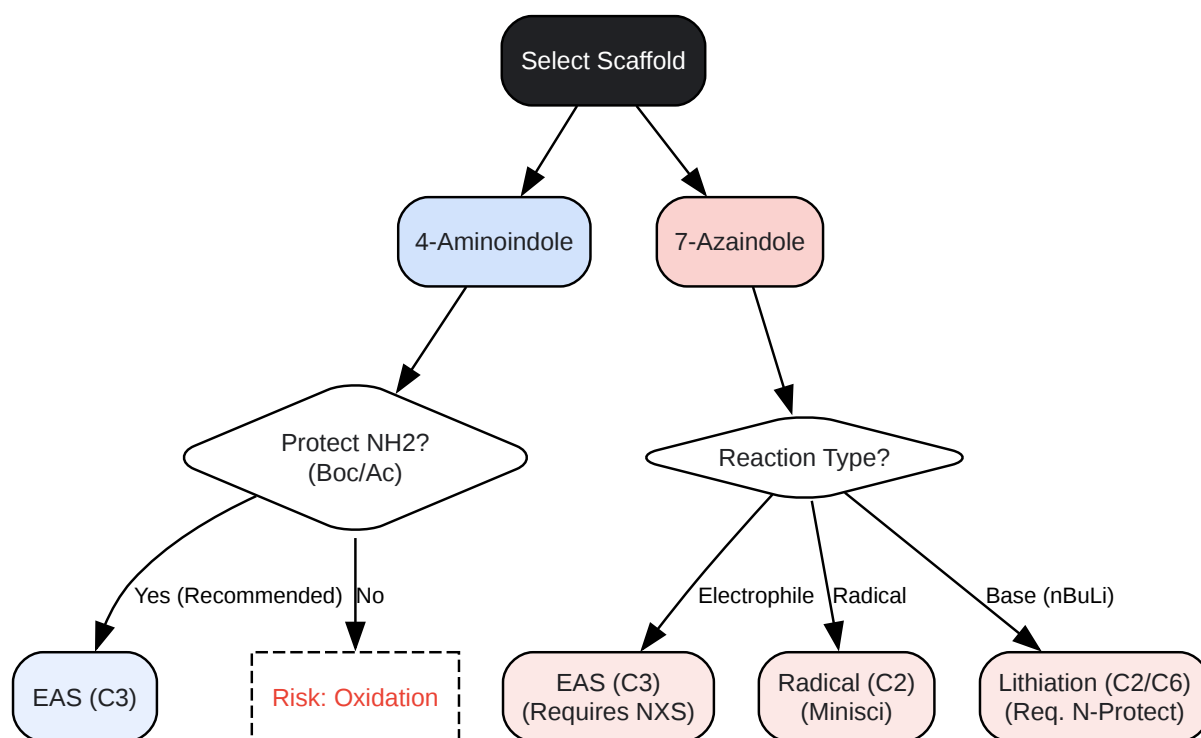 Select Scaffold
4-Aminoindole
7-Azaindole
Protect NH2?
(Boc/Ac)
Reaction Type?
Yes (Recommended)
No
Electrophile
Radical
Base (nBuLi)
EAS (C3)
Risk: Oxidation
EAS (C3)
(Requires NXS)
Radical (C2)
(Minisci)
Lithiation (C2/C6)
(Req. N-Protect)